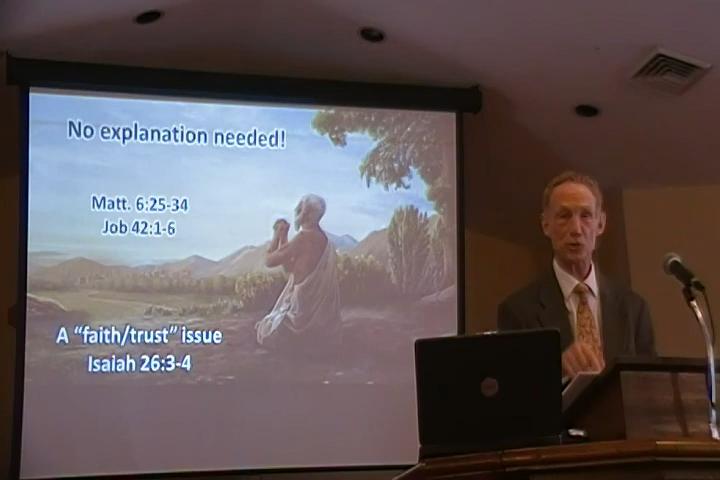 No explanation needed!
Matt. 6:25-34
Job 42:1-6
A “faith/trust” issue
Isaiah 26:3-4